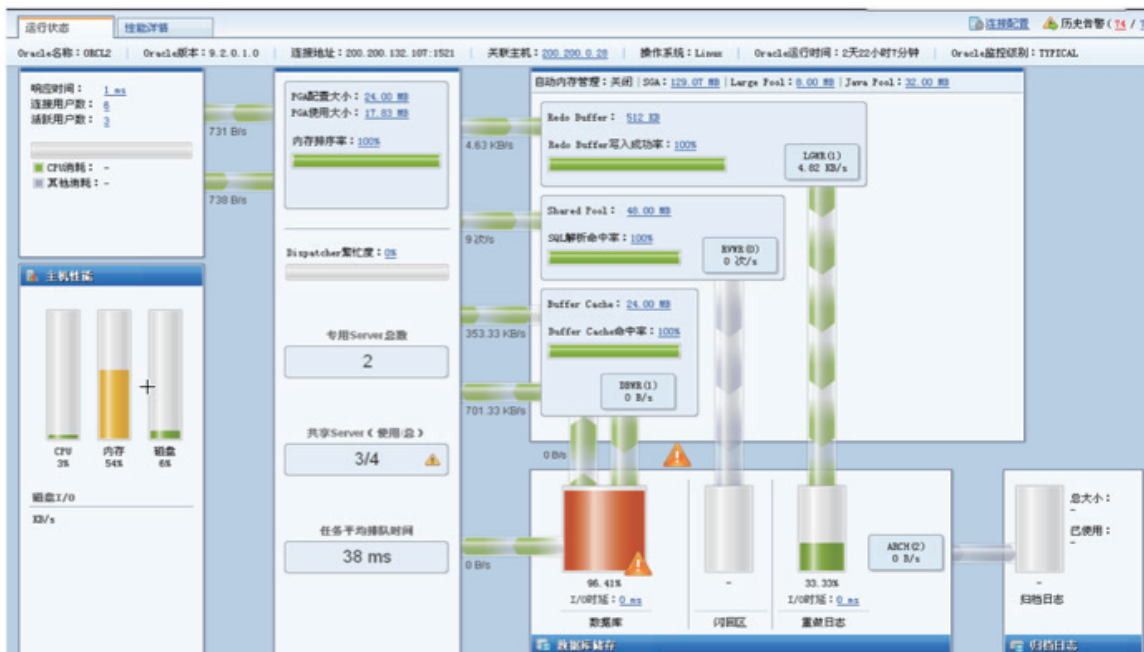 运行状态 性能详情 连接配置 历史告警( T4 /
Oracle名称：ORCL2 Oracle版本：9.2.0.1.0 连接地址：200.200.132.107:1521 关联主机：200.200.0.28 操作系统：Linux Oracle运行时间：2天22小时7分钟 Oracle监控级别：TYPICAL
响应时间： 1 ms
连接用户数： 6
活跃用户数： 3
CPU消耗： -
其他消耗： -
731 B/s
738 B/s
主机性能
CPU 内存 磁盘
3% 54% 6%
磁盘I/O
KB/s
PGA配置大小：24.00 MB
PGA使用大小：17.83 MB
内存排序率：100%
Dispatcher繁忙度：0%
专用Server总数
2
共享Server（使用/总）
3/4
任务平均排队时间
38 ms
4.63 KB/s
9 次/s
353.33 KB/s
701.33 KB/s
0 B/s
0 B/s
自动内存管理：关闭 | SGA：129.07 MB | Large Pool：8.00 MB | Java Pool：32.00 MB
Redo Buffer： 512 KB
Redo Buffer写入成功率：100%
LGWR(1)
4.82 KB/s
Shared Pool： 48.00 MB
SQL解析命中率：100%
RVWR(0)
0 次/s
Buffer Cache：24.00 MB
Buffer Cache命中率：100%
DBWR(1)
0 B/s
96.41%
I/O时延：0 ms
数据库
-
闪回区
33.33%
I/O时延：0 ms
重做日志
ARCH(2)
0 B/s
数据库储存
总大小：
-
已使用：
-
-
归档日志
归档日志